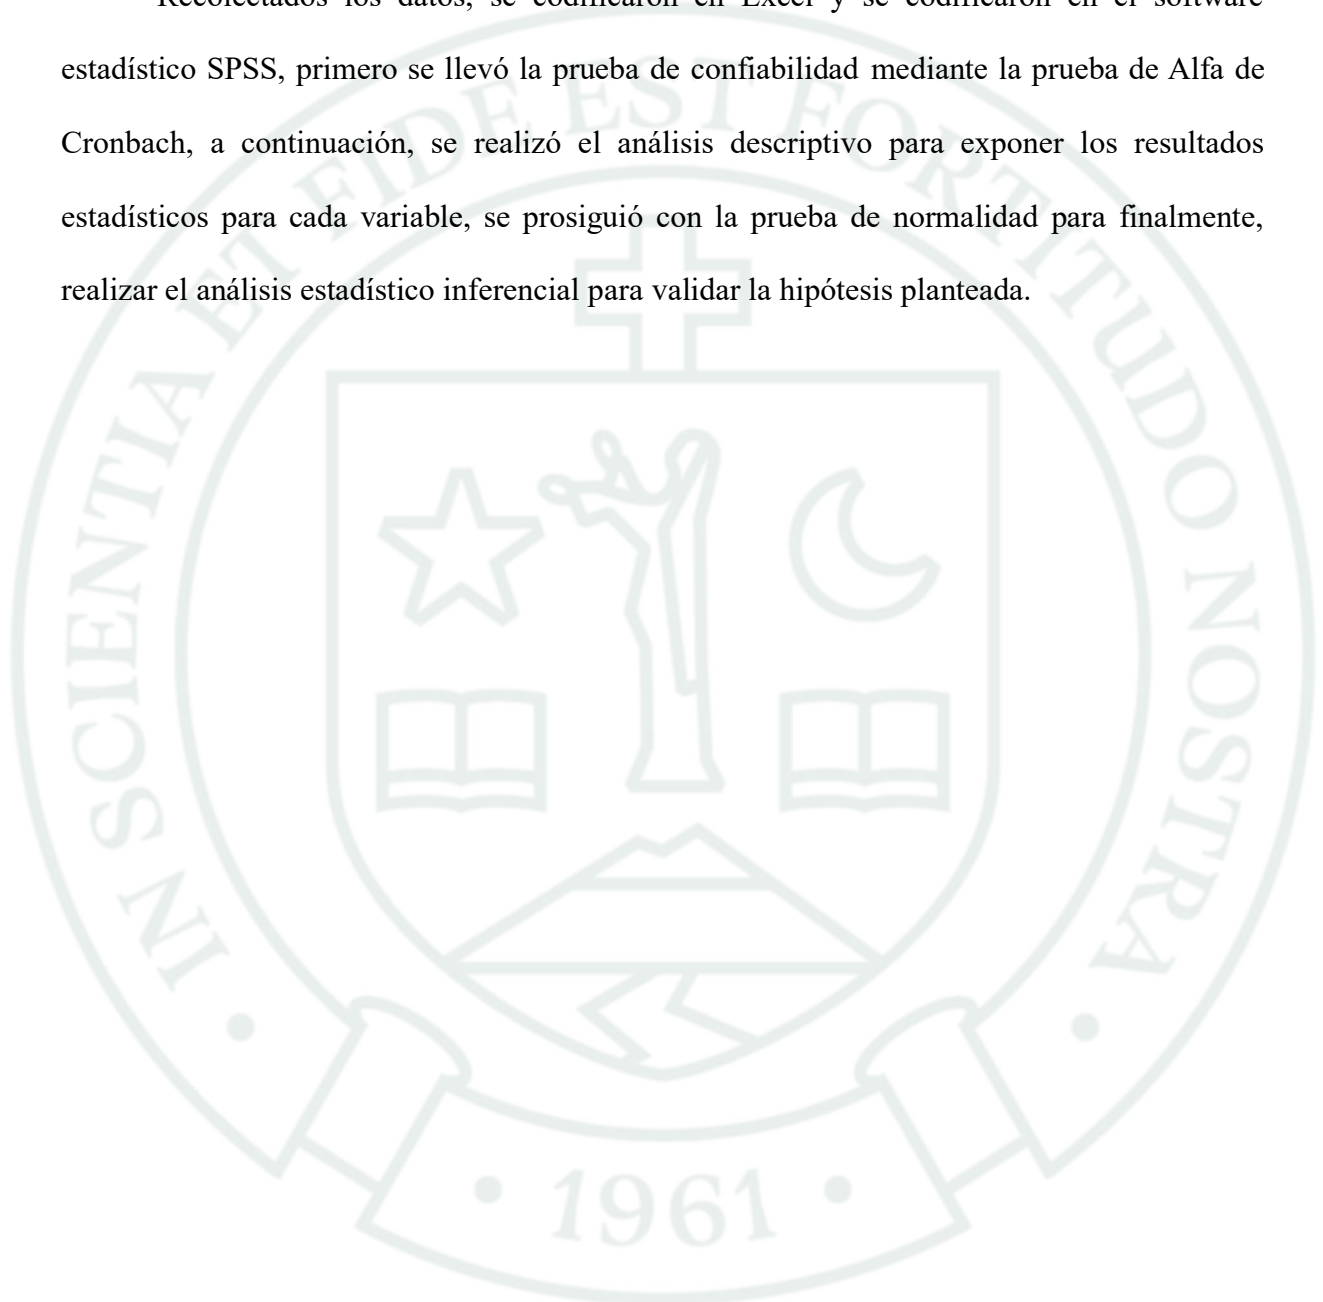 Recolectados los datos, se codificaron en Excel y se codificaron en el software
estadístico SPSS, primero se llevó la prueba de confiabilidad mediante la prueba de Alfa de
Cronbach, a continuación, se realizó el análisis descriptivo para exponer los resultados
estadísticos para cada variable, se prosiguió con la prueba de normalidad para finalmente,
realizar el análisis estadístico inferencial para validar la hipótesis planteada.
IN SCIENTIA ET FIDE EST FORTITUDO NOSTRA
• 1961 •